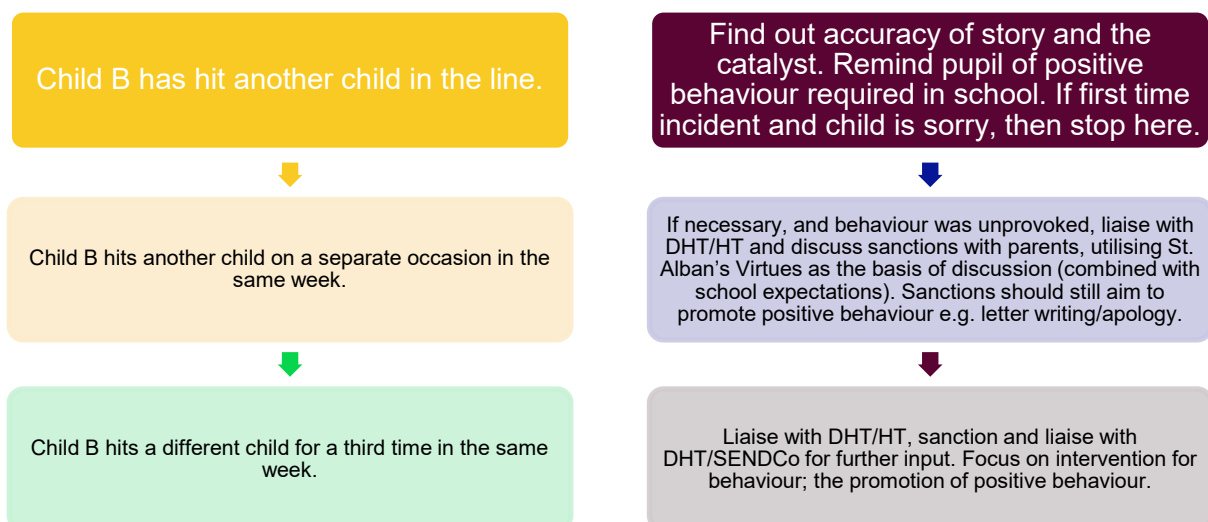 Child B has hit another child in the line.
Find out accuracy of story and the
catalyst. Remind pupil of positive
behaviour required in school. If first time
incident and child is sorry, then stop here.
Child B hits another child on a separate occasion in the
same week.
If necessary, and behaviour was unprovoked, liaise with
DHT/HT and discuss sanctions with parents, utilising St.
Alban’s Virtues as the basis of discussion (combined with
school expectations). Sanctions should still aim to
promote positive behaviour e.g. letter writing/apology.
Child B hits a different child for a third time in the same
week.
Liaise with DHT/HT, sanction and liaise with
DHT/SENDCo for further input. Focus on intervention for
behaviour; the promotion of positive behaviour.